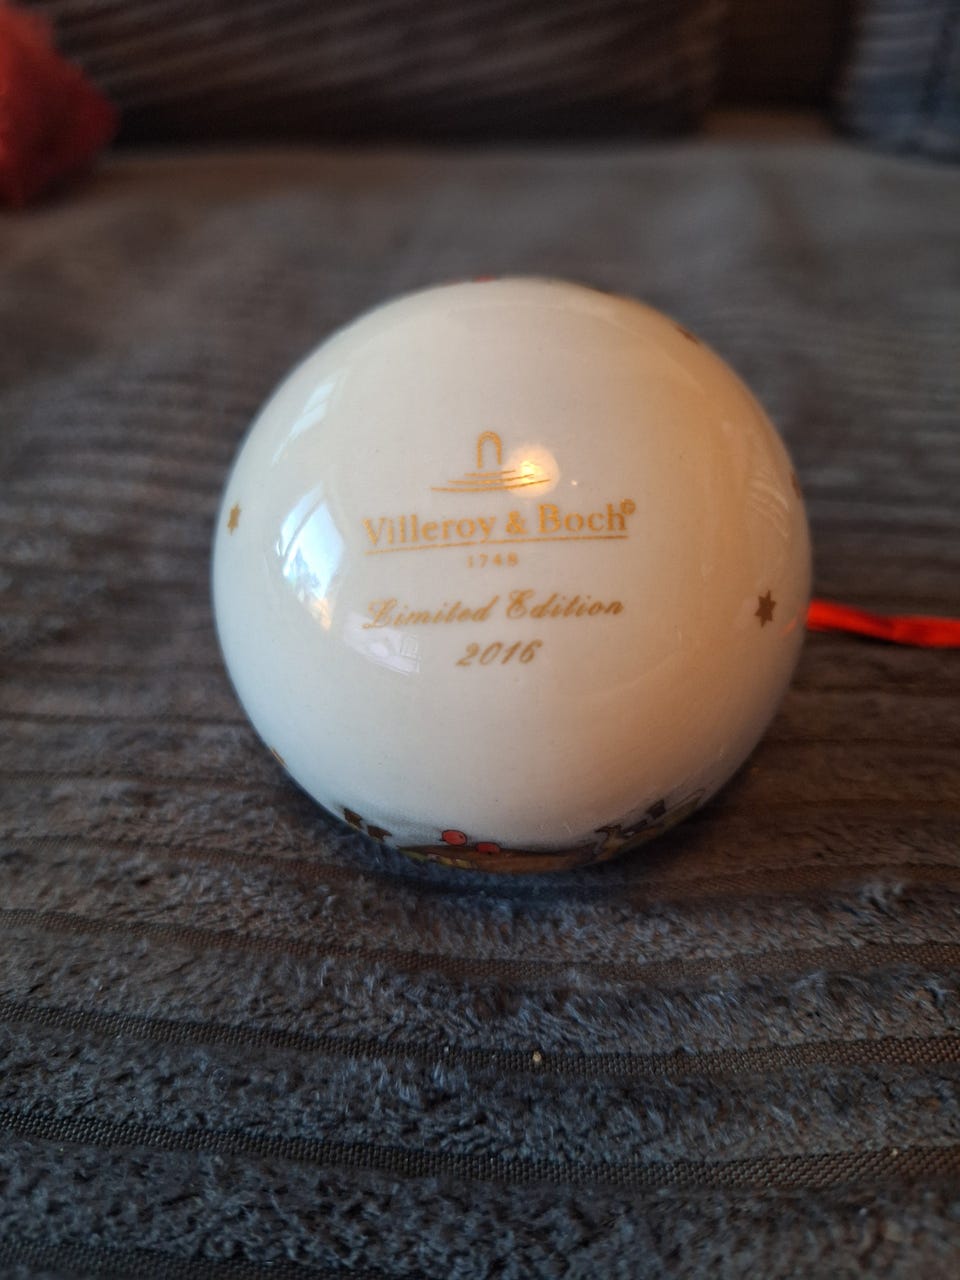 Villeroy & Boch®
1748
Limited Edition
2016